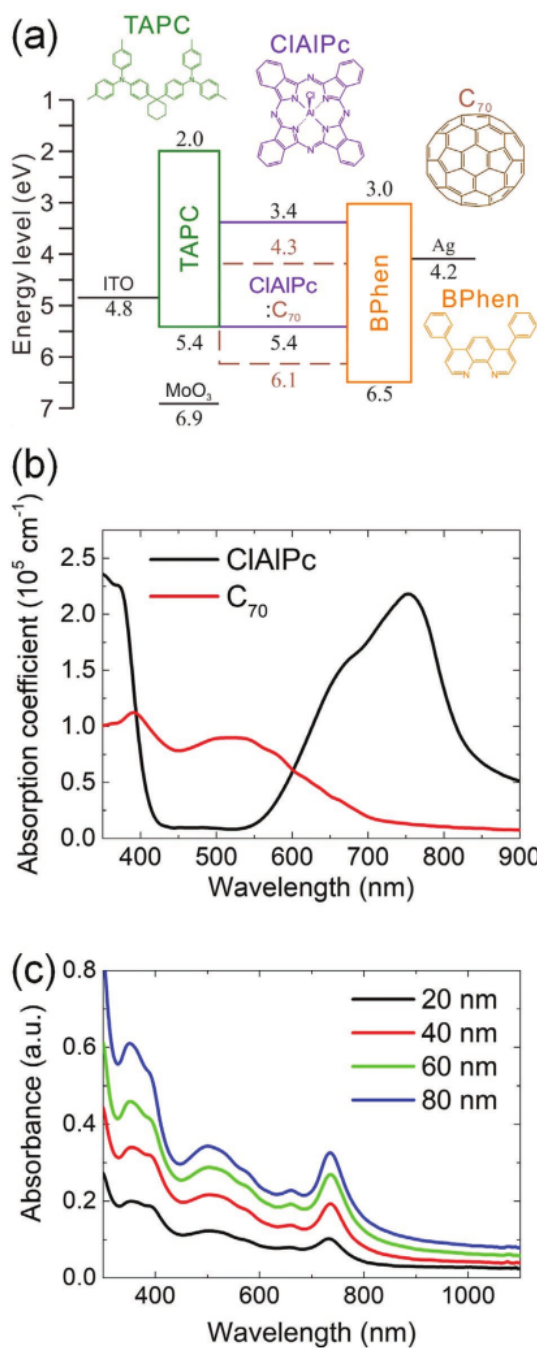 (a)
TAPC
ClAlPc
Cl
Al
N
N
N
N
N
N
N
N
N
N
C70
1
2
3
4
5
6
7
Energy level (eV)
2.0
TAPC
5.4
ITO
4.8
MoO3
6.9
3.4
4.3
ClAlPc
:C70
5.4
6.1
3.0
BPhen
6.5
Ag
4.2
BPhen
N
N
(b)
Absorption coefficient (10^5 cm^-1)
2.5
2.0
1.5
1.0
0.5
0.0
ClAlPc
C70
400 500 600 700 800 900
Wavelength (nm)
(c)
Absorbance (a.u.)
0.8
0.6
0.4
0.2
0.0
20 nm
40 nm
60 nm
80 nm
400 600 800 1000
Wavelength (nm)